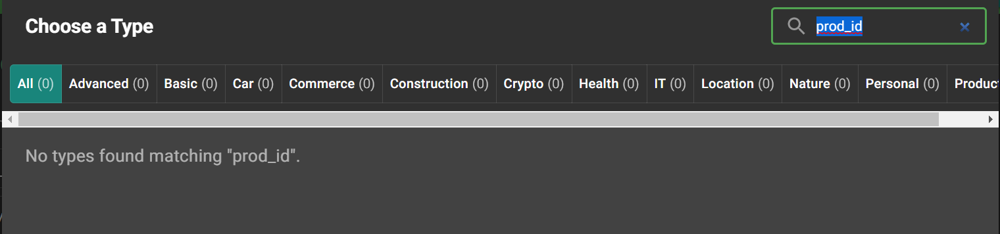 Choose a Type
prod_id
All (0) Advanced (0) Basic (0) Car (0) Commerce (0) Construction (0) Crypto (0) Health (0) IT (0) Location (0) Nature (0) Personal (0) Product
No types found matching "prod_id".